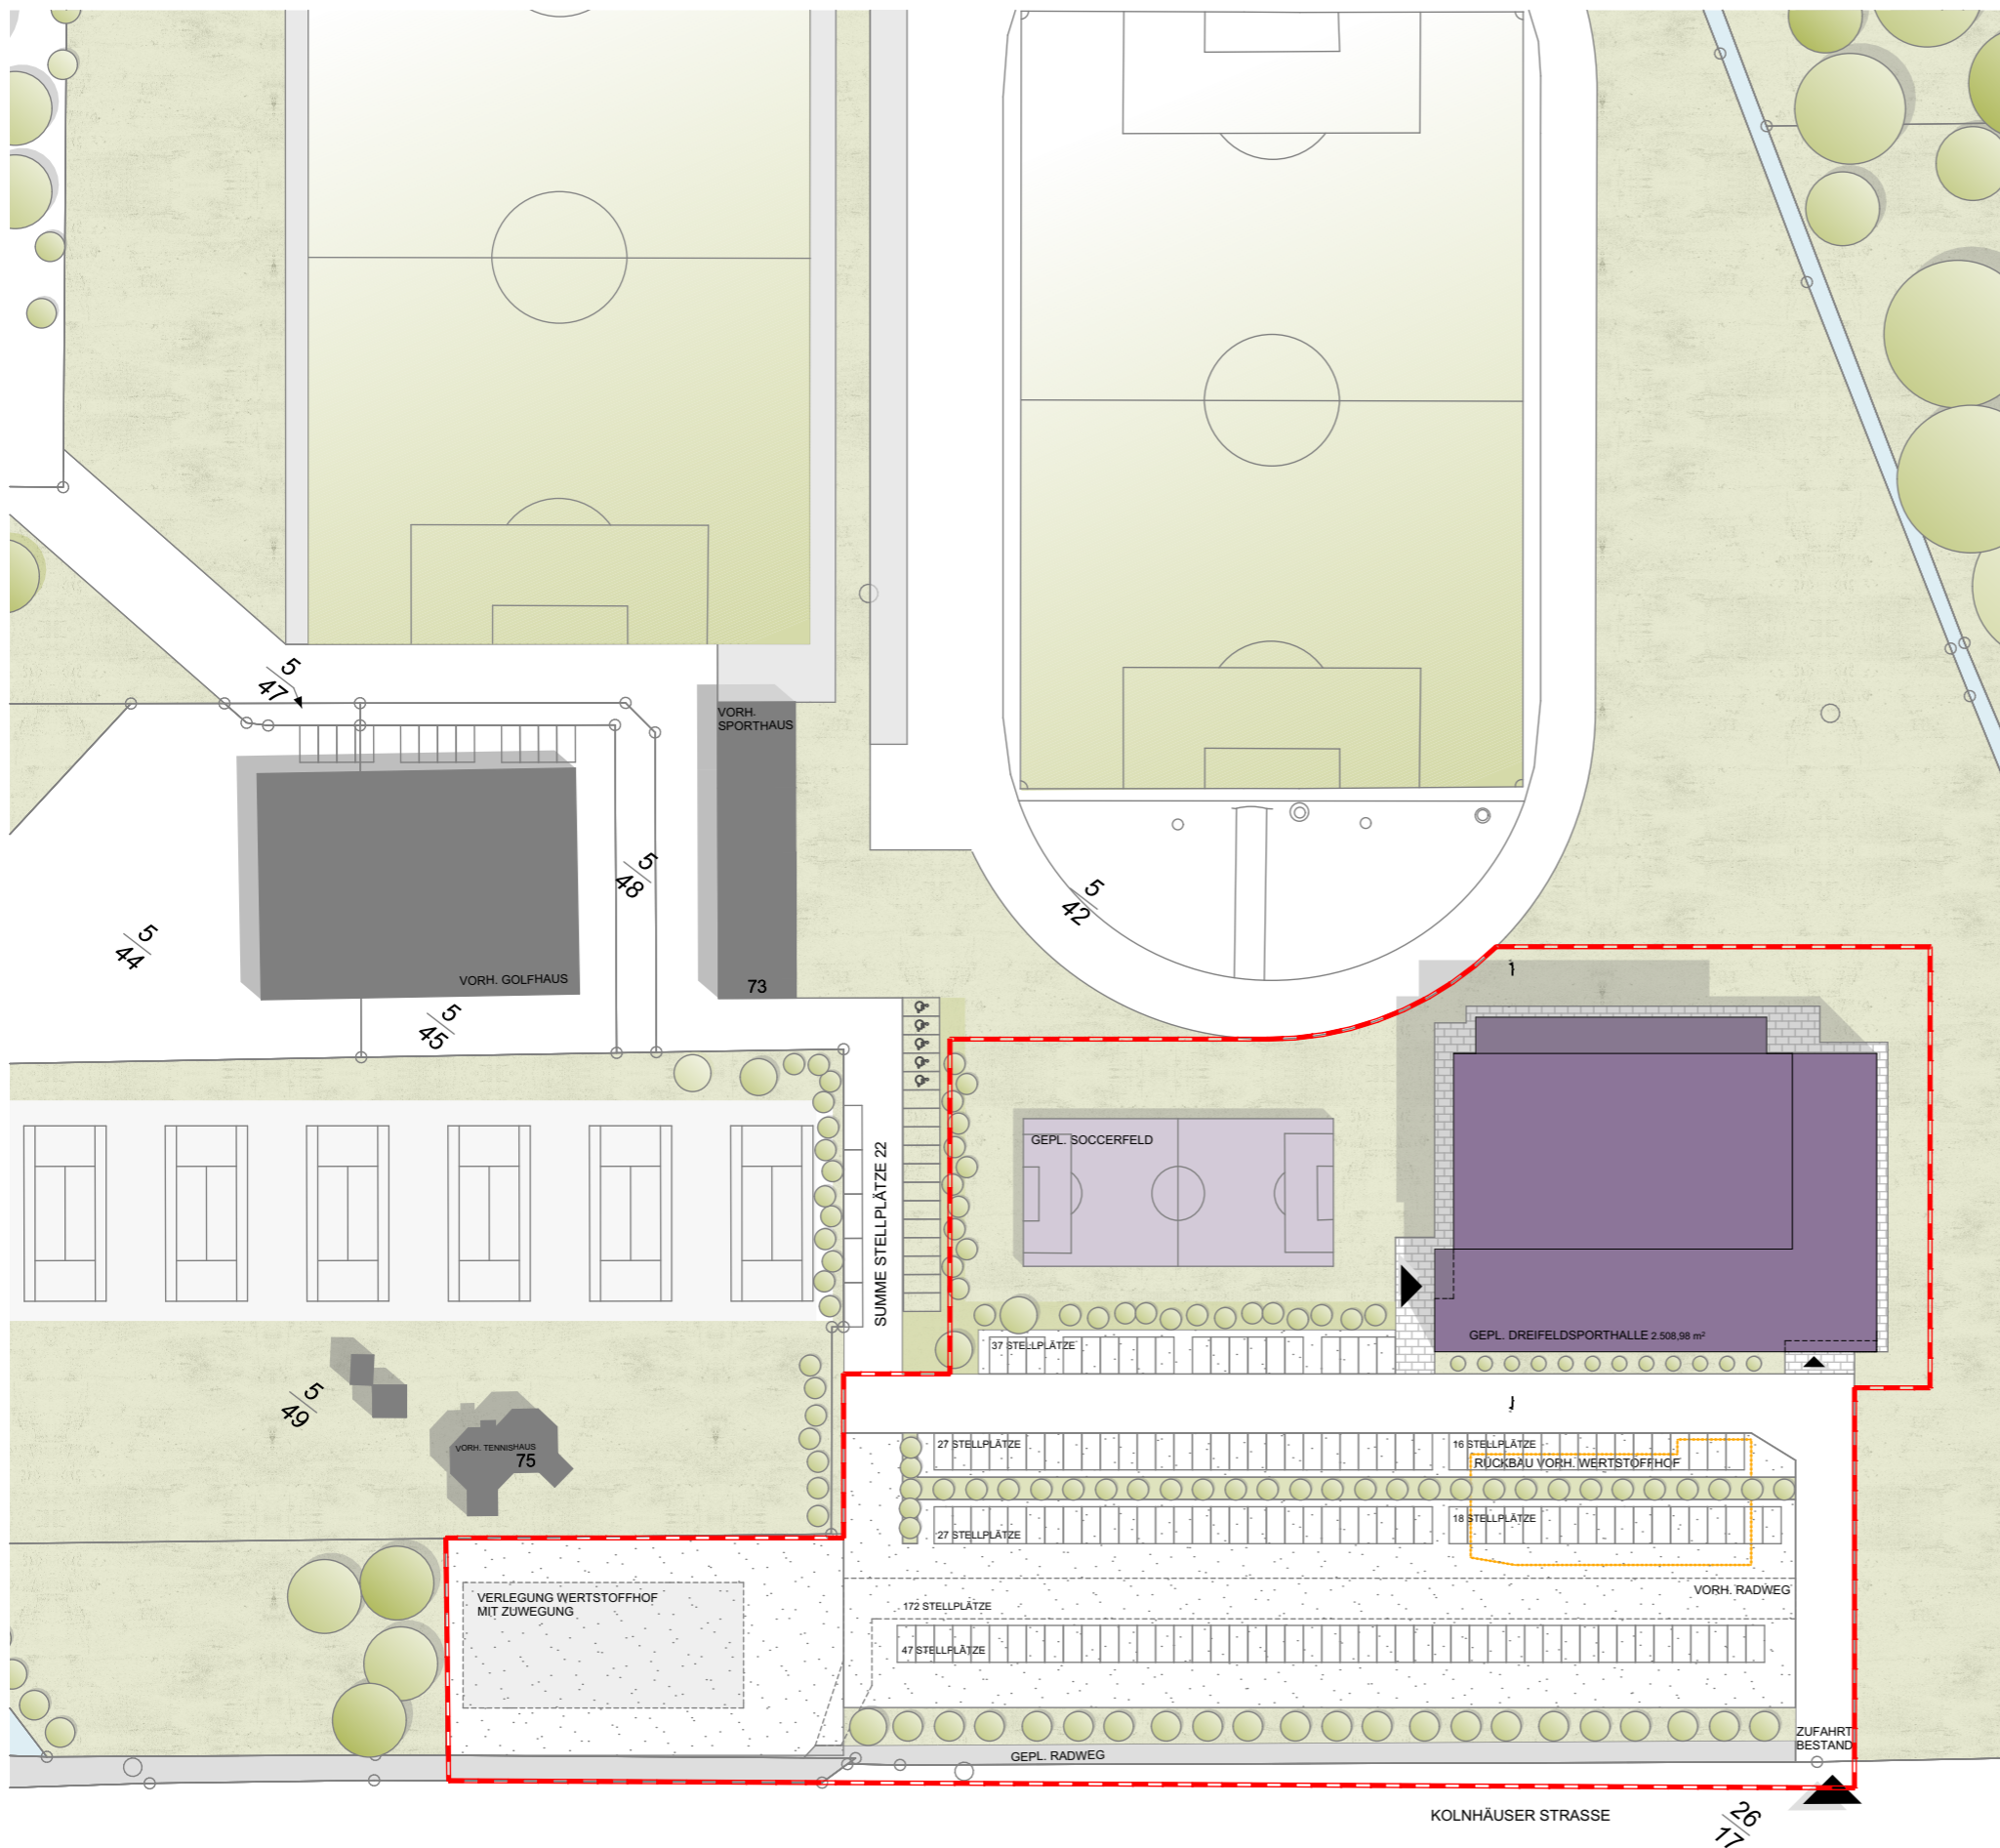 5
47
VORH.
SPORTHAUS
5
48
5
42
5
44
VORH. GOLFHAUS
73
5
45
GEPL. SOCCERFELD
SUMME STELLPLÄTZE 22
GEPL. DREIFELDSPORTHALLE 2.508,98 m²
37 STELLPLÄTZE
5
49
VORH. TENNISHAUS
75
27 STELLPLÄTZE
16 STELLPLÄTZE
RÜCKBAU VORH. WERTSTOFFHOF
27 STELLPLÄTZE
18 STELLPLÄTZE
VERLEGUNG WERTSTOFFHOF
MIT ZUWEGUNG
VORH. RADWEG
172 STELLPLÄTZE
47 STELLPLÄTZE
ZUFAHRT
BESTAND
GEPL. RADWEG
KOLNHÄUSER STRASSE
26
17